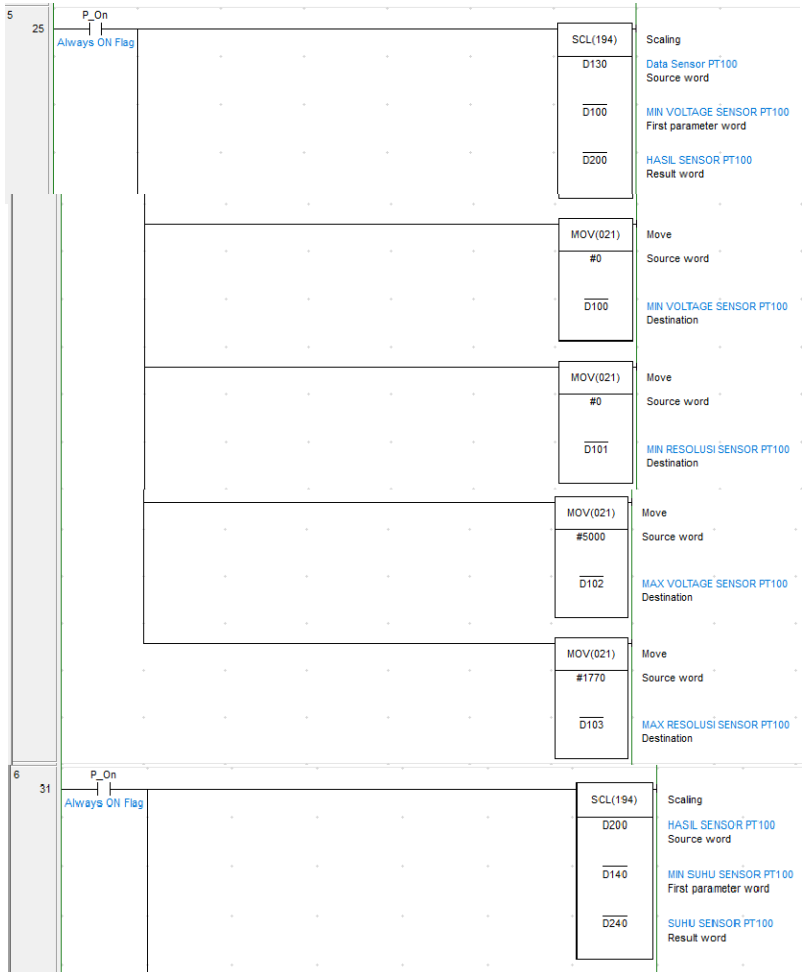 5
25
P_On
Always ON Flag
SCL(194)
Scaling
D130
Data Sensor PT100
Source word
D100
MIN VOLTAGE SENSOR PT100
First parameter word
D200
HASIL SENSOR PT100
Result word
MOV(021)
Move
#0
Source word
D100
MIN VOLTAGE SENSOR PT100
Destination
MOV(021)
Move
#0
Source word
D101
MIN RESOLUSI SENSOR PT100
Destination
MOV(021)
Move
#5000
Source word
D102
MAX VOLTAGE SENSOR PT100
Destination
MOV(021)
Move
#1770
Source word
D103
MAX RESOLUSI SENSOR PT100
Destination
6
31
P_On
Always ON Flag
SCL(194)
Scaling
D200
HASIL SENSOR PT100
Source word
D140
MIN SUHU SENSOR PT100
First parameter word
D240
SUHU SENSOR PT100
Result word